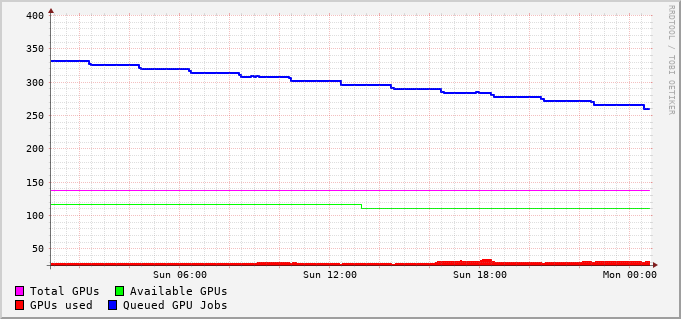 RRDTOOL / TOBI OETIKER
400
350
300
250
200
150
100
50
Sun 06:00 Sun 12:00 Sun 18:00 Mon 00:00
Total GPUs Available GPUs
GPUs used Queued GPU Jobs